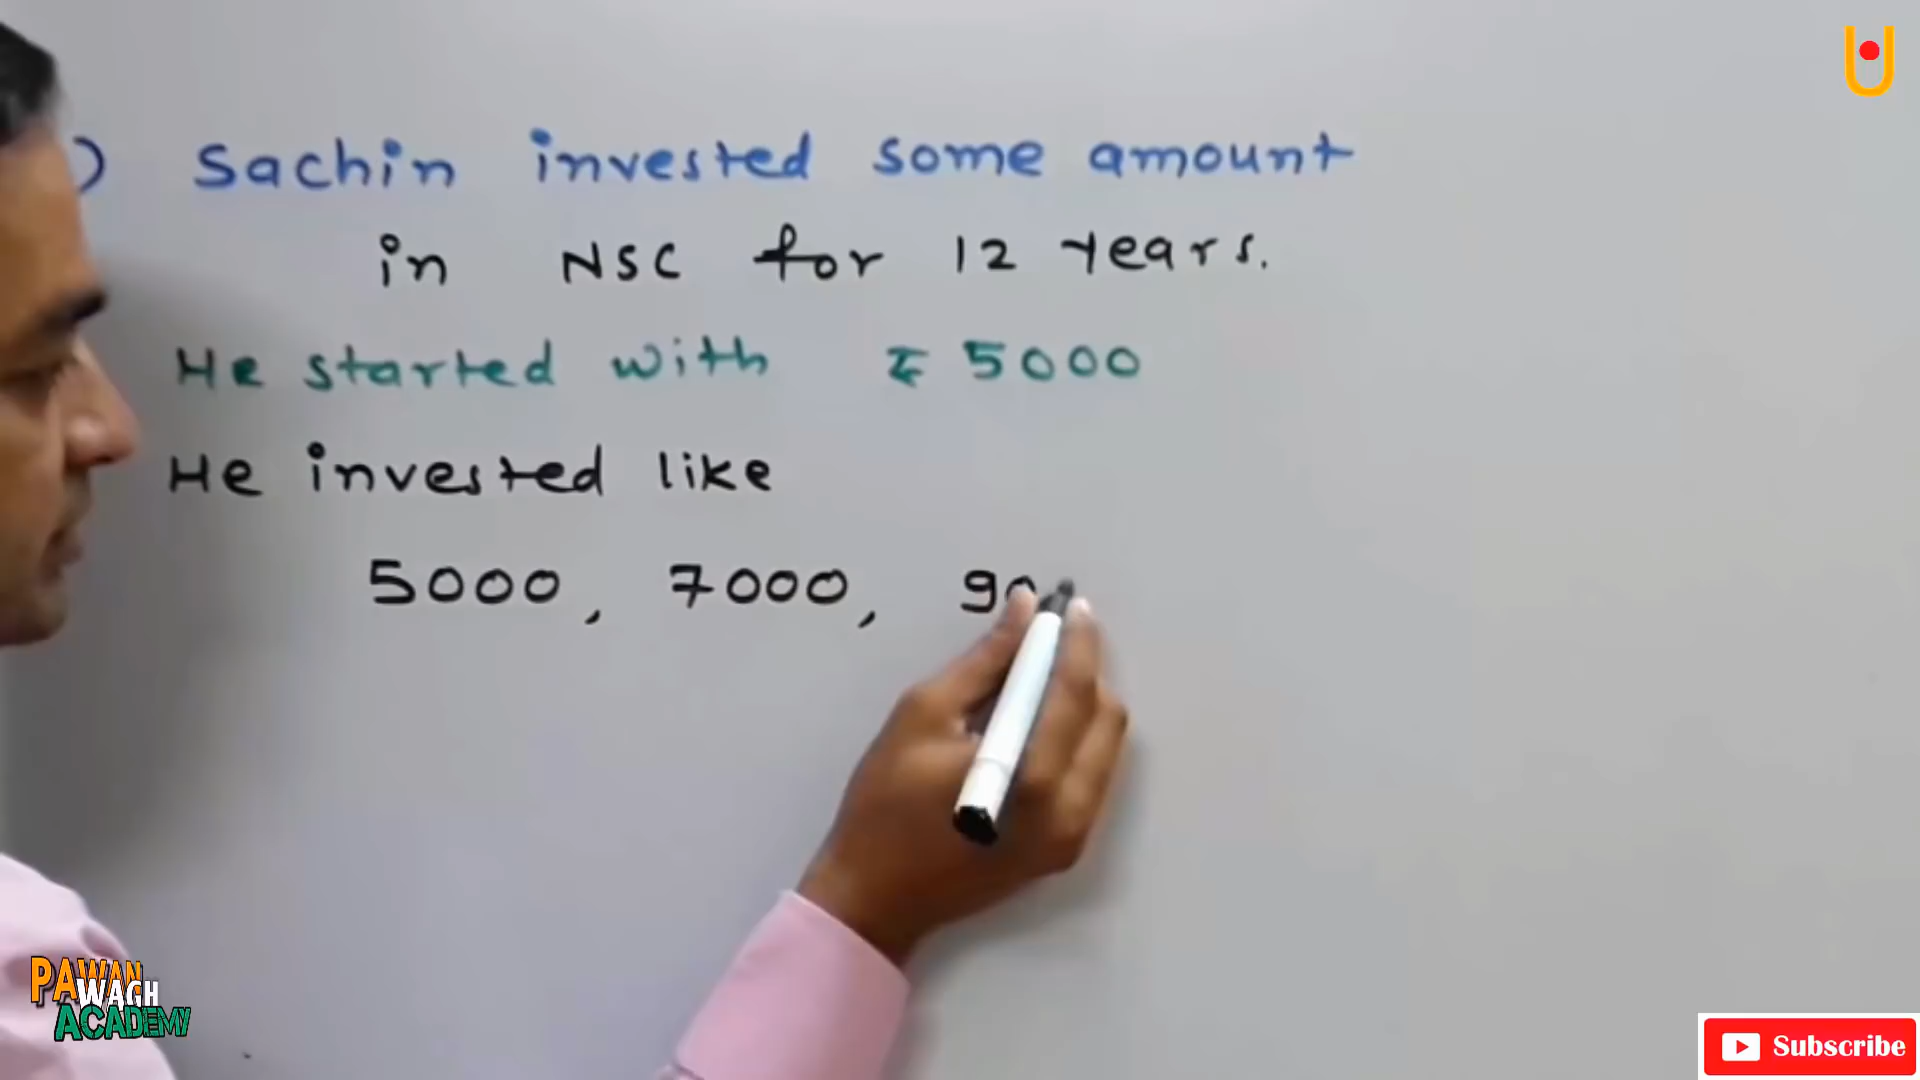 ) Sachin invested some amount
in NSC for 12 years.
He started with ₹ 5000
He invested like
5000, 7000, 90
PAWAN
WAGH
ACADEMY
Subscribe